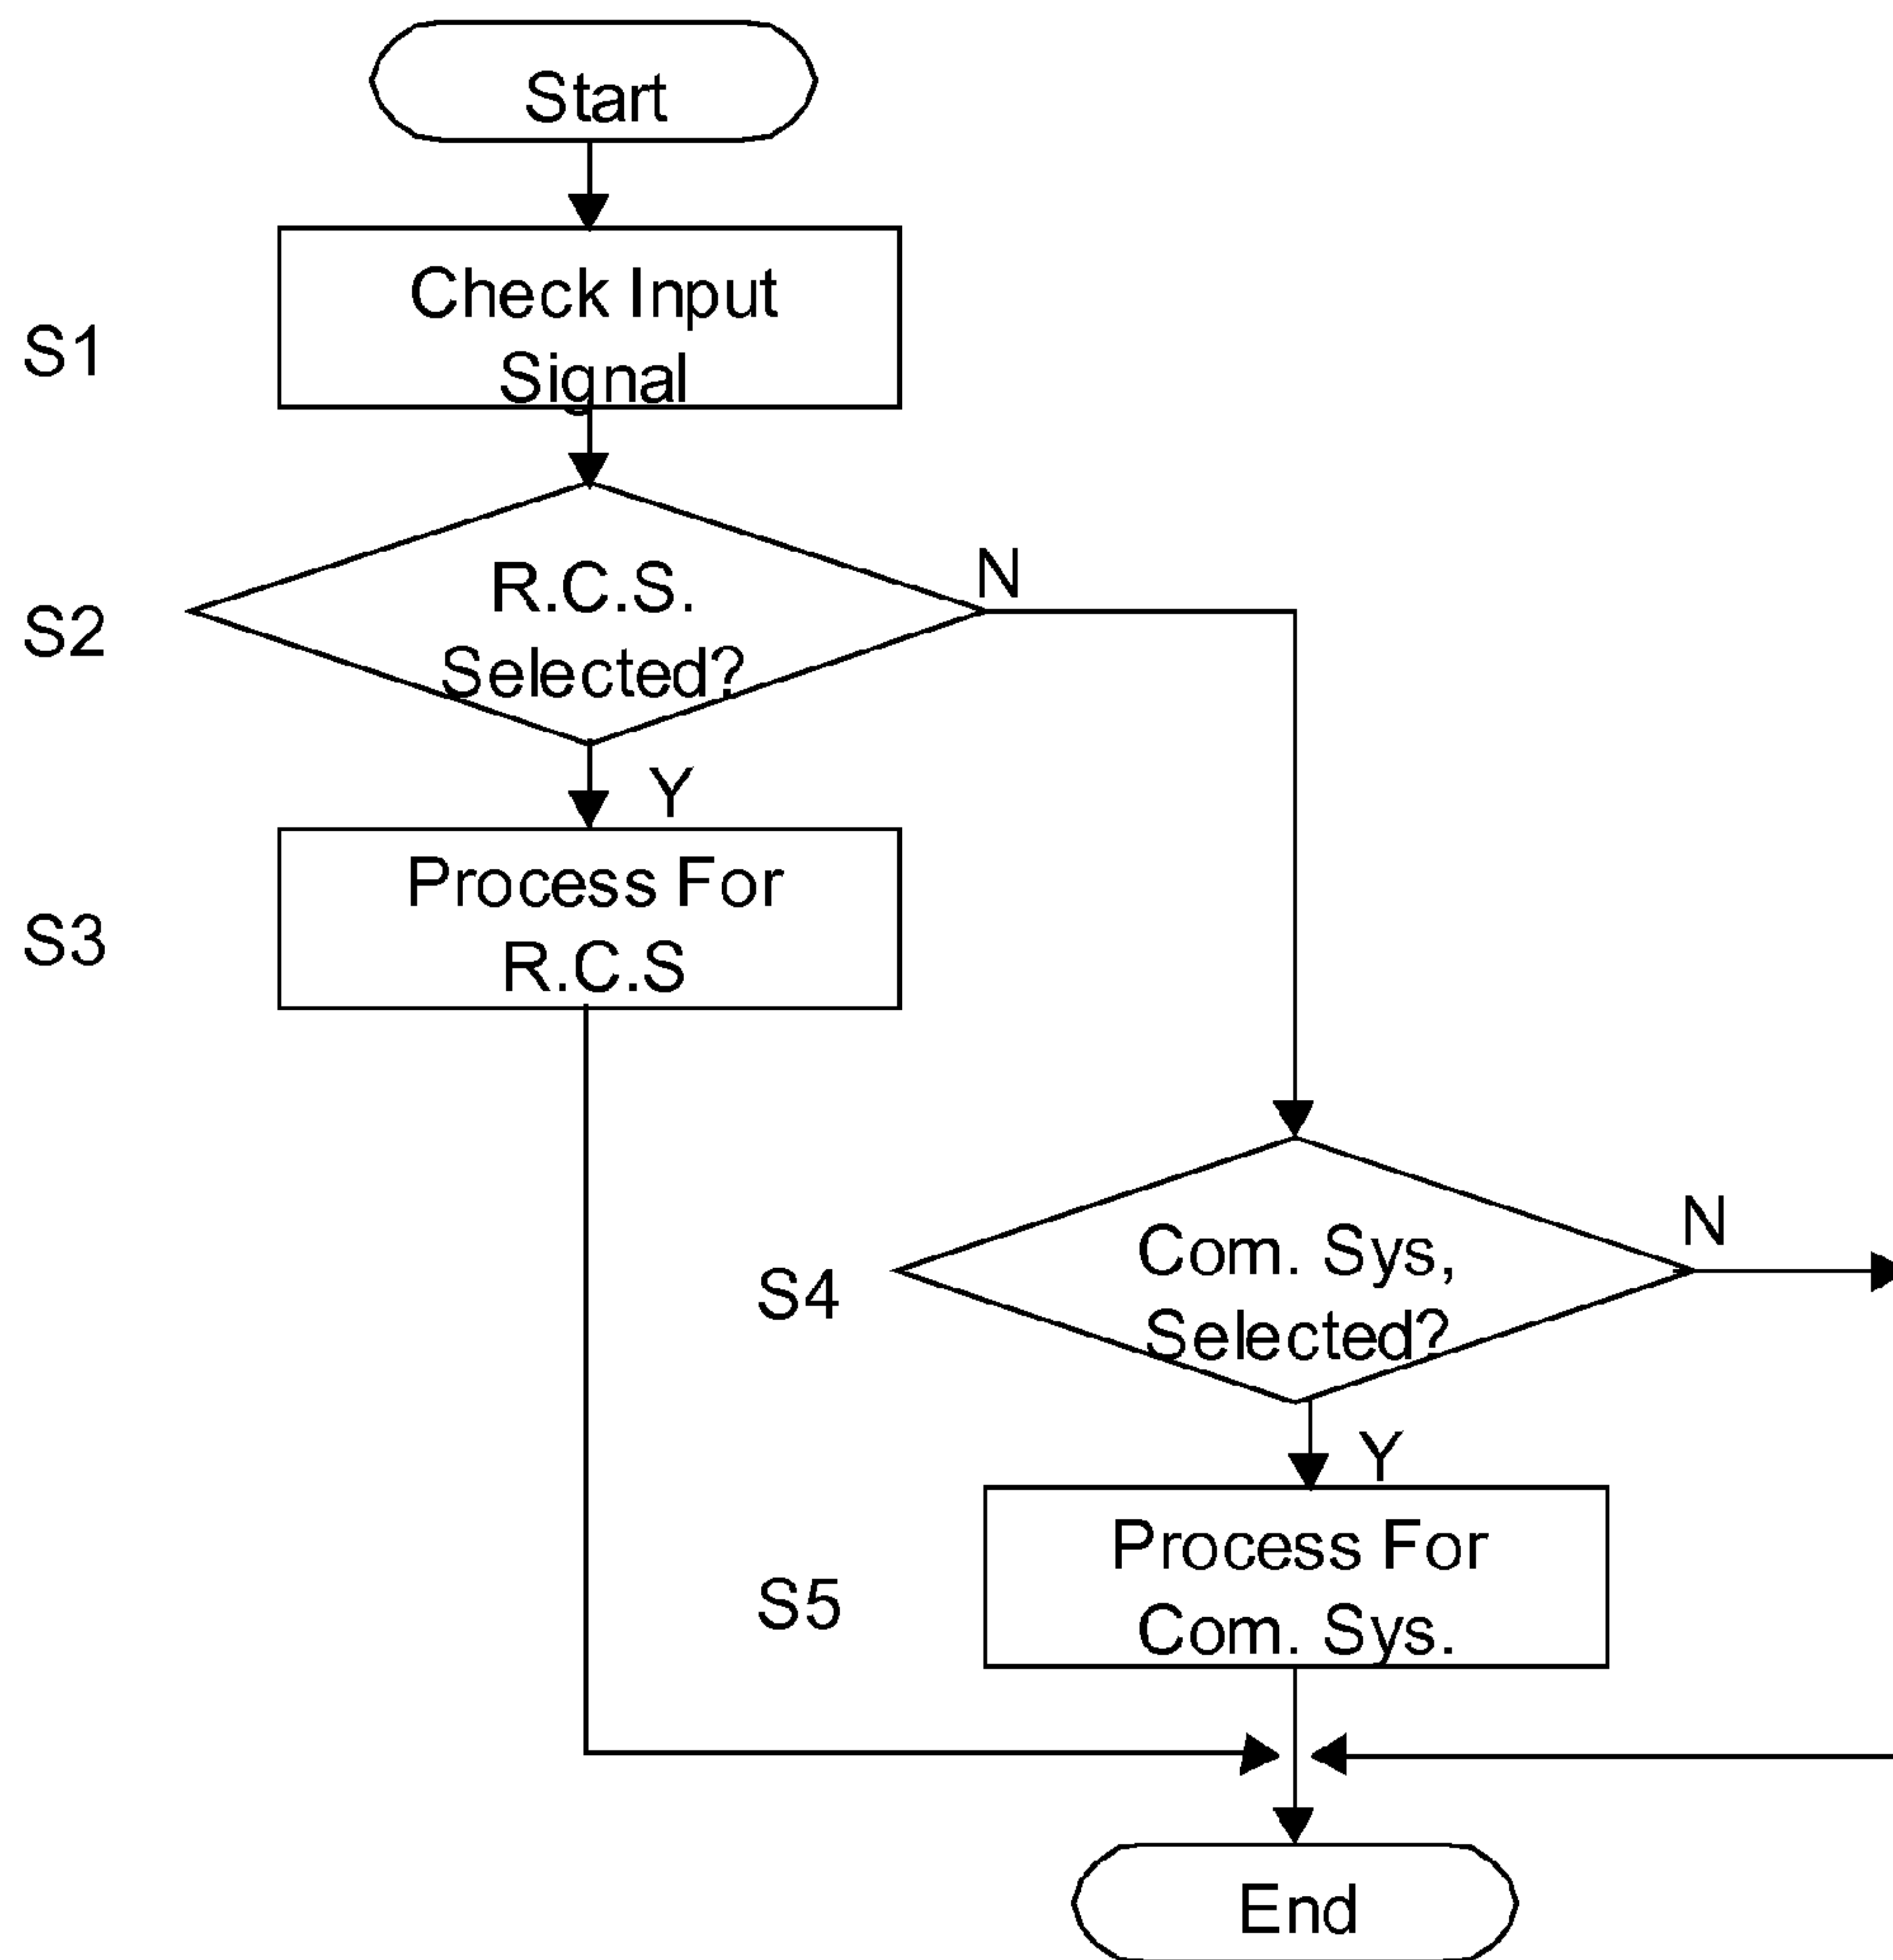 Start
S1
Check Input
Signal
S2
R.C.S.
Selected?
N
Y
S3
Process For
R.C.S
S4
Com. Sys,
Selected?
N
Y
S5
Process For
Com. Sys.
End